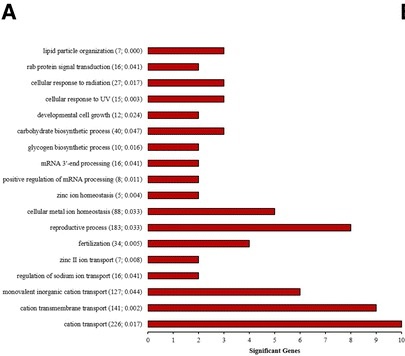 A
lipid particle organization (7; 0.000)
rab protein signal transduction (16; 0.041)
cellular response to radiation (27; 0.017)
cellular response to UV (15; 0.003)
developmental cell growth (12; 0.024)
carbohydrate biosynthetic process (40; 0.047)
glycogen biosynthetic process (10; 0.016)
mRNA 3'-end processing (16; 0.041)
positive regulation of mRNA processing (8; 0.011)
zinc ion homeostasis (5; 0.004)
cellular metal ion homeostasis (88; 0.033)
reproductive process (183; 0.033)
fertilization (34; 0.005)
zinc II ion transport (7; 0.008)
regulation of sodium ion transport (16; 0.041)
monovalent inorganic cation transport (127; 0.044)
cation transmembrane transport (141; 0.002)
cation transport (226; 0.017)
0 1 2 3 4 5 6 7 8 9 10
Significant Genes